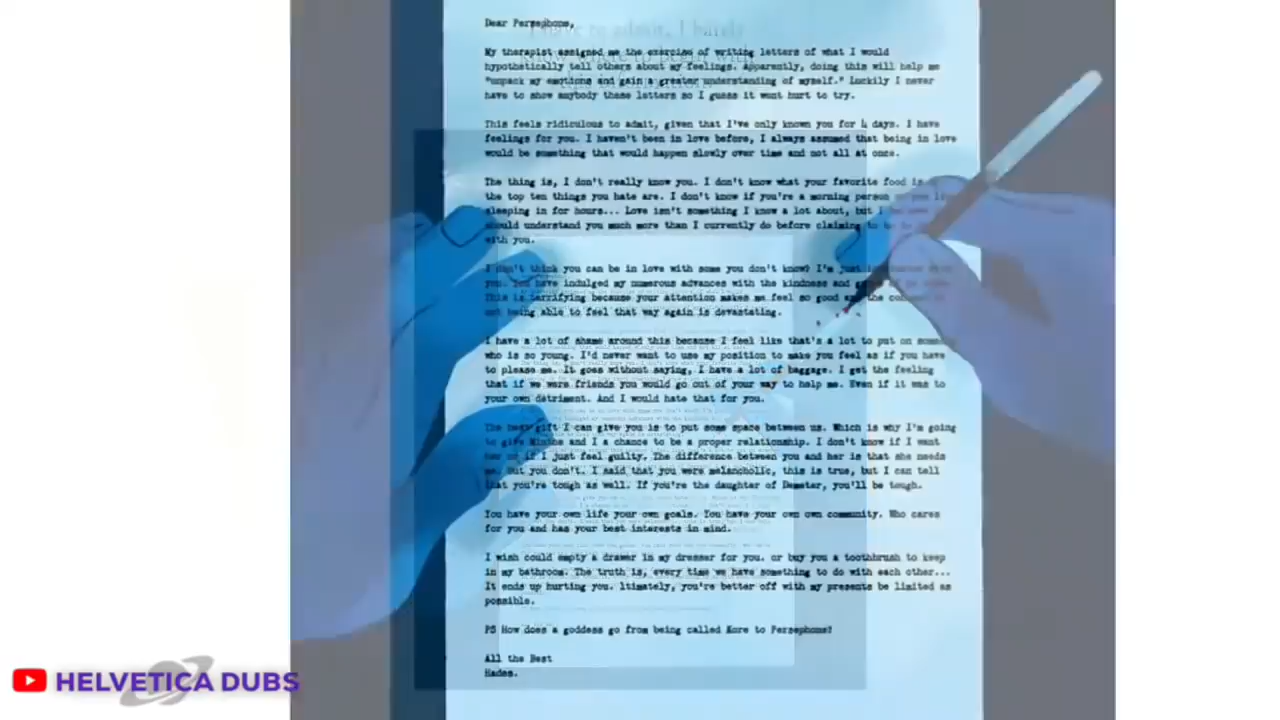 Dear Persephone,
My therapist assigned me the exercise of writing letters of what I would
hypothetically tell others about my feelings. Apparently, doing this will help me
"unpack my emotions and gain a greater understanding of myself." Luckily I never
have to show anybody these letters so I guess it wont hurt to try.
This feels ridiculous to admit, given that I've only known you for 4 days. I have
feelings for you. I haven't been in love before, I always assumed that being in love
would be something that would happen slowly over time and not all at once.
The thing is, I don't really know you. I don't know what your favorite food is
the top ten things you hate are. I don't know if you're a morning person
sleeping in for hours... Love isn't something I know a lot about, but I
should understand you much more than I currently do before claiming to be
with you.
I don't think you can be in love with some you don't know? I'm just
you. You have indulged my numerous advances with the kindness and
This is terrifying because your attention makes me feel so good and the
not being able to feel that way again is devastating.
I have a lot of shame around this because I feel like that's a lot to put on
who is so young. I'd never want to use my position to make you feel as if you have
to please me. It goes without saying, I have a lot of baggage. I get the feeling
that if we were friends you would go out of your way to help me. Even if it was to
your own detriment. And I would hate that for you.
The best gift I can give you is to put some space between us. Which is why I'm going
to give Minthe and I a chance to be a proper relationship. I don't know if I want
her or if I just feel guilty. The difference between you and her is that she needs
me. But you don't. I said that you were melancholic, this is true, but I can tell
that you're tough as well. If you're the daughter of Demeter, you'll be tough.
You have your own life your own goals. You have your own own community. Who cares
for you and has your best interests in mind.
I wish could empty a drawer in my dresser for you. or buy you a toothbrush to keep
in my bathroom. The truth is, every time we have something to do with each other...
It ends up hurting you. ltimately, you're better off with my presents be limited as
possible.
PS How does a goddess go from being called Kore to Persephone?
All the Best
Hades.
HELVETICA DUBS